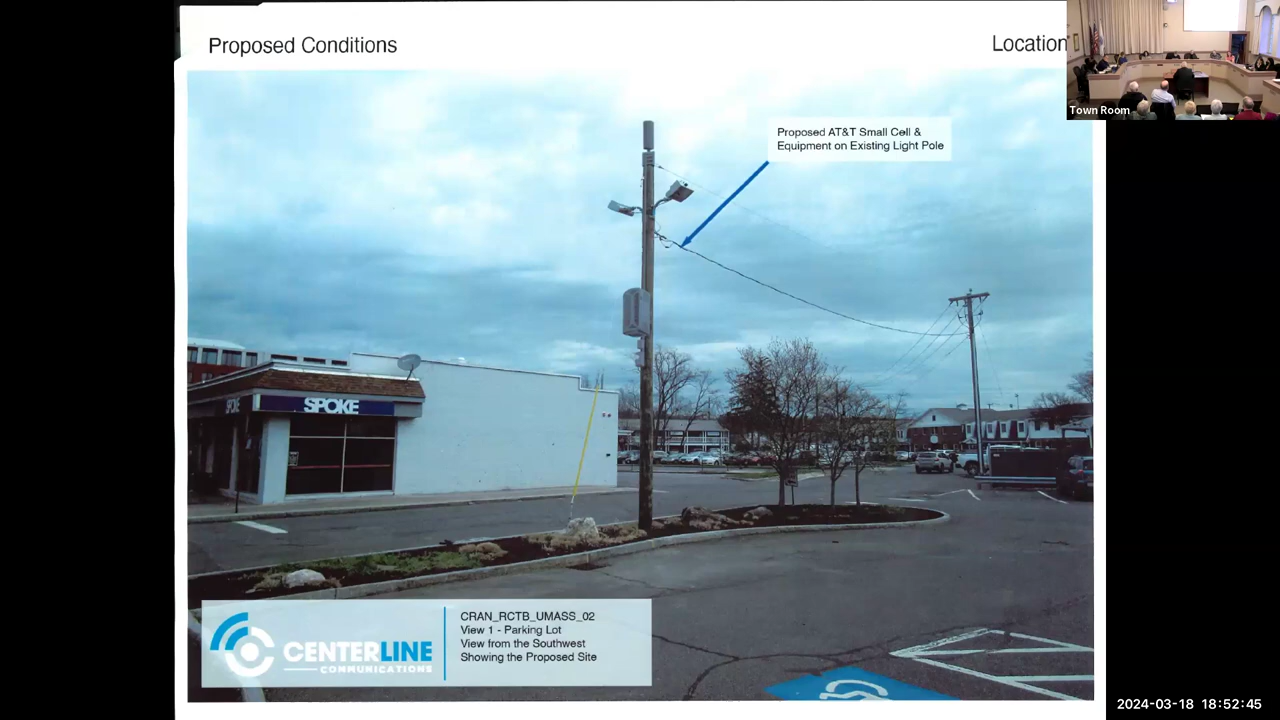 Proposed Conditions
Location
Town Room
Proposed AT&T Small Cell &
Equipment on Existing Light Pole
SPOKE
SPOKE
CENTERLINE
COMMUNICATIONS
CRAN_RCTB_UMASS_02
View 1 - Parking Lot
View from the Southwest
Showing the Proposed Site
2024-03-18 18:52:45